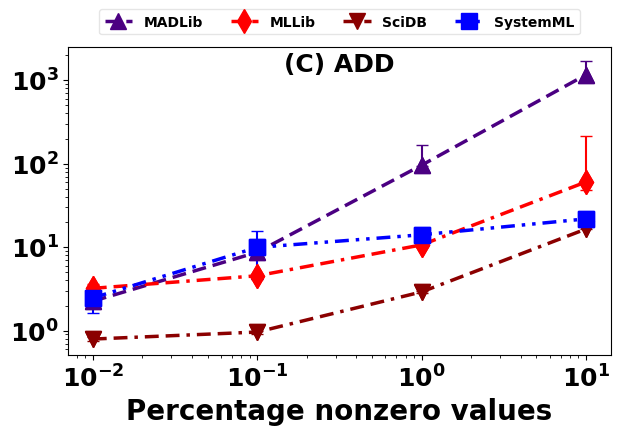 MADLib MLLib SciDB SystemML
(C) ADD
10³
10²
10¹
10⁰
10⁻² 10⁻¹ 10⁰ 10¹
Percentage nonzero values